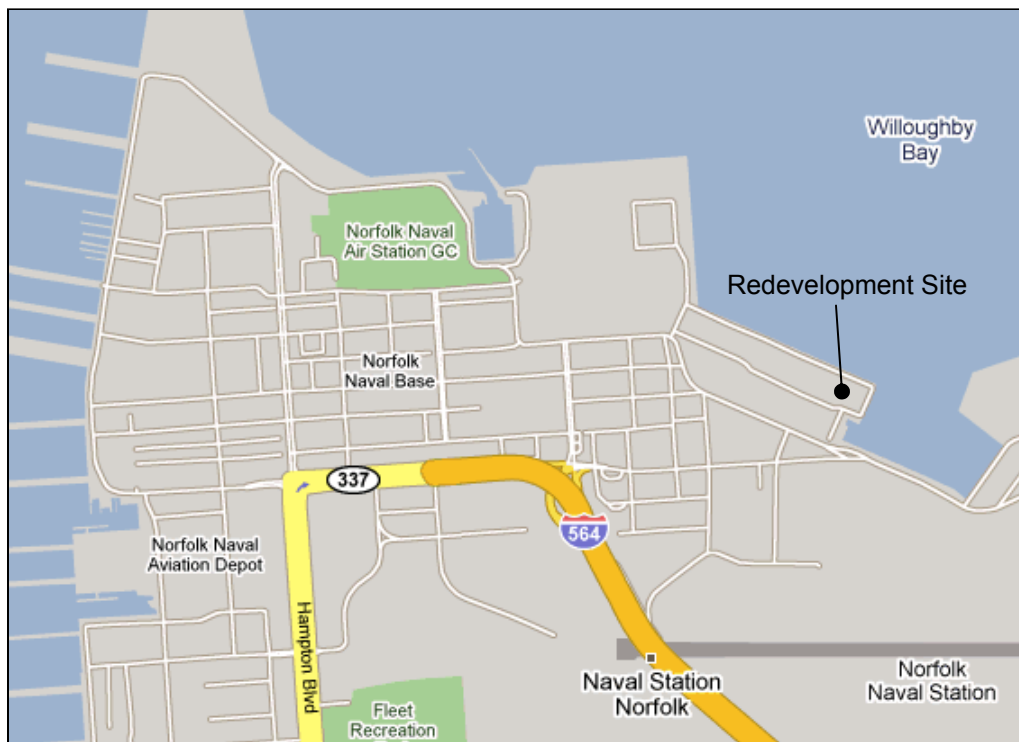 Willoughby
Bay
Norfolk Naval
Air Station GC
Redevelopment Site
Norfolk
Naval Base
337
564
Norfolk Naval
Aviation Depot
Hampton Blvd
Naval Station
Norfolk
Norfolk
Naval Station
Fleet
Recreation